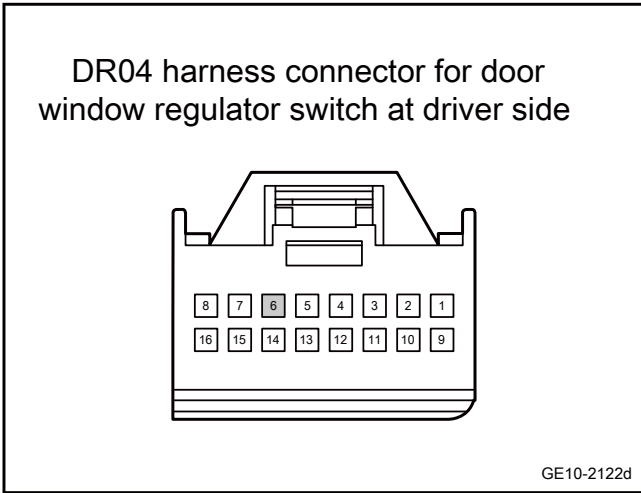 DR04 harness connector for door
window regulator switch at driver side
8 7 6 5 4 3 2 1
16 15 14 13 12 11 10 9
GE10-2122d